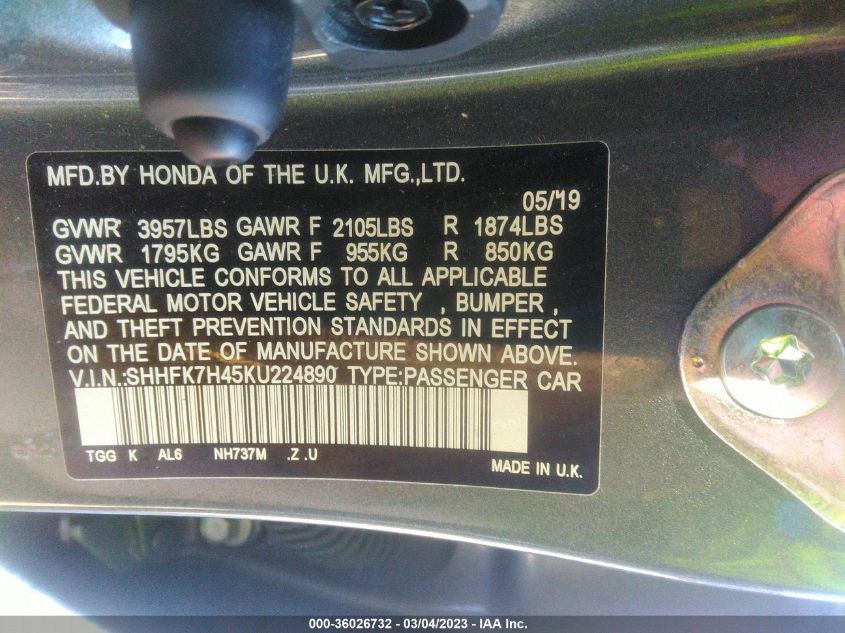 MFD.BY HONDA OF THE U.K. MFG.,LTD.
05/'19
GVWR 3957LBS GAWR F 2105LBS R 1874LBS
GVWR 1795KG GAWR F 955KG R 850KG
THIS VEHICLE CONFORMS TO ALL APPLICABLE
FEDERAL MOTOR VEHICLE SAFETY , BUMPER ,
AND THEFT PREVENTION STANDARDS IN EFFECT
ON THE DATE OF MANUFACTURE SHOWN ABOVE.
V.I.N.:SHHFK7H45KU224890 TYPE:PASSENGER CAR
TGG K AL6 NH737M .Z .U
MADE IN U.K.
000-36026732 — 03/04/2023 — IAA Inc.